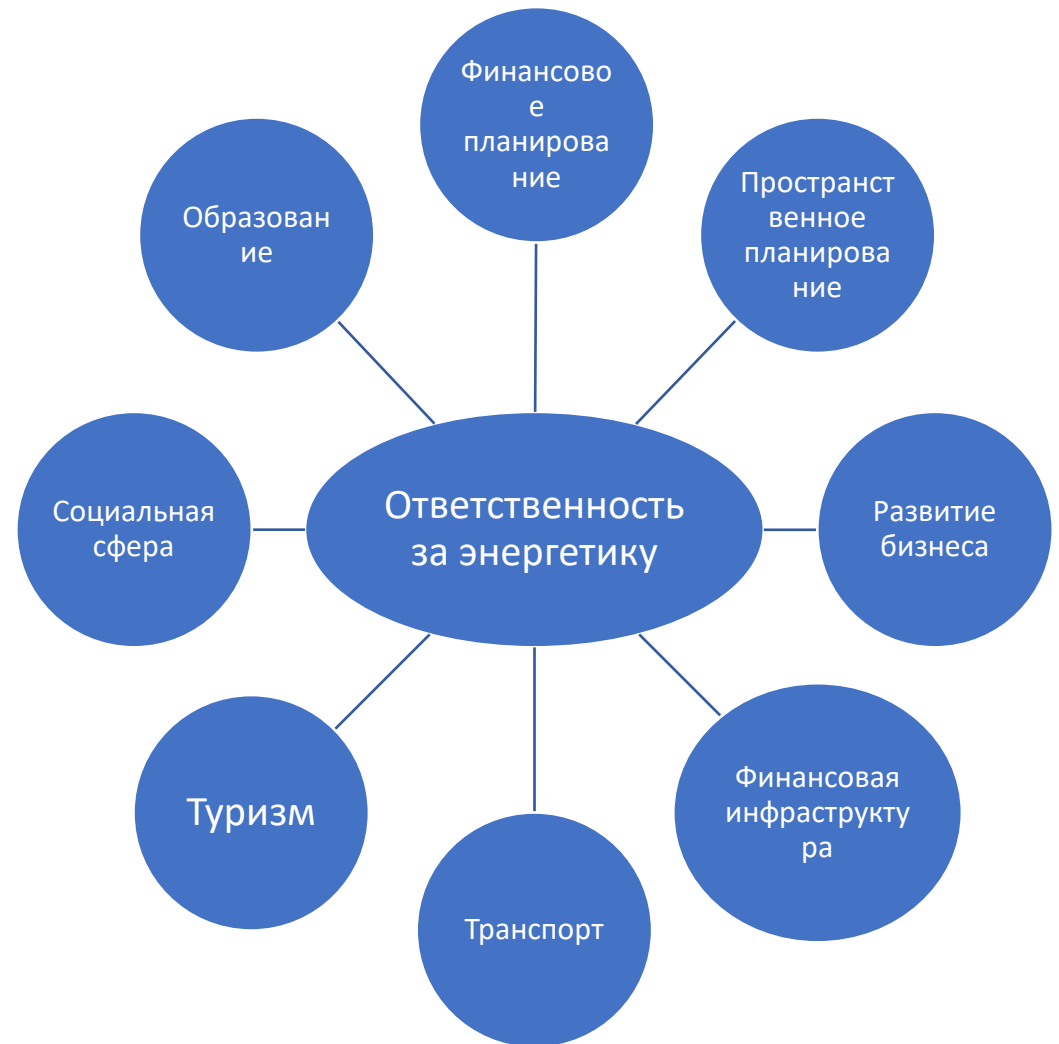 Финансово
е
планирова
ние
Пространст
венное
планирова
ние
Образован
ие
Ответственность
за энергетику
Социальная
сфера
Развитие
бизнеса
Туризм
Финансовая
инфраструкту
ра
Транспорт